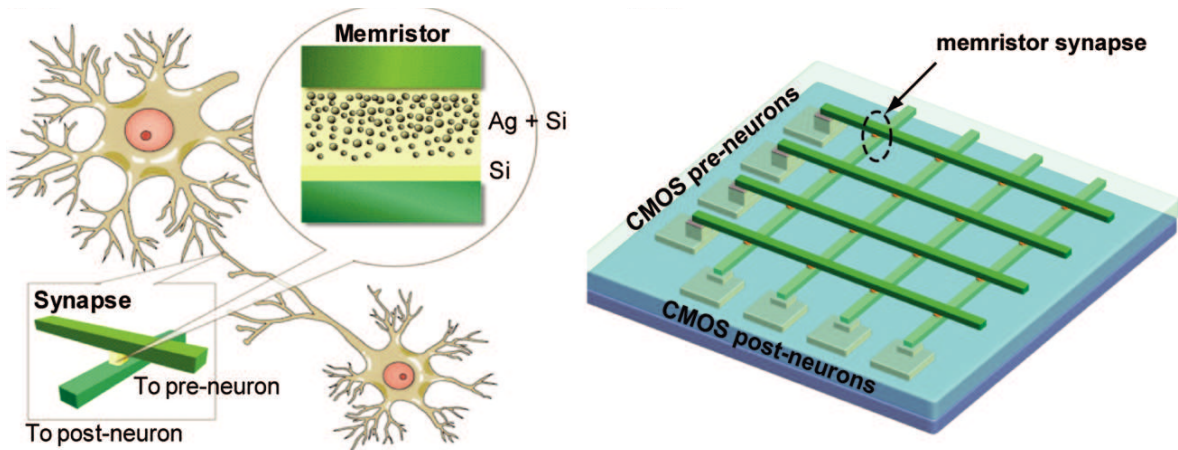 Memristor
Ag + Si
Si
Synapse
To pre-neuron
To post-neuron
memristor synapse
CMOS pre-neurons
CMOS post-neurons